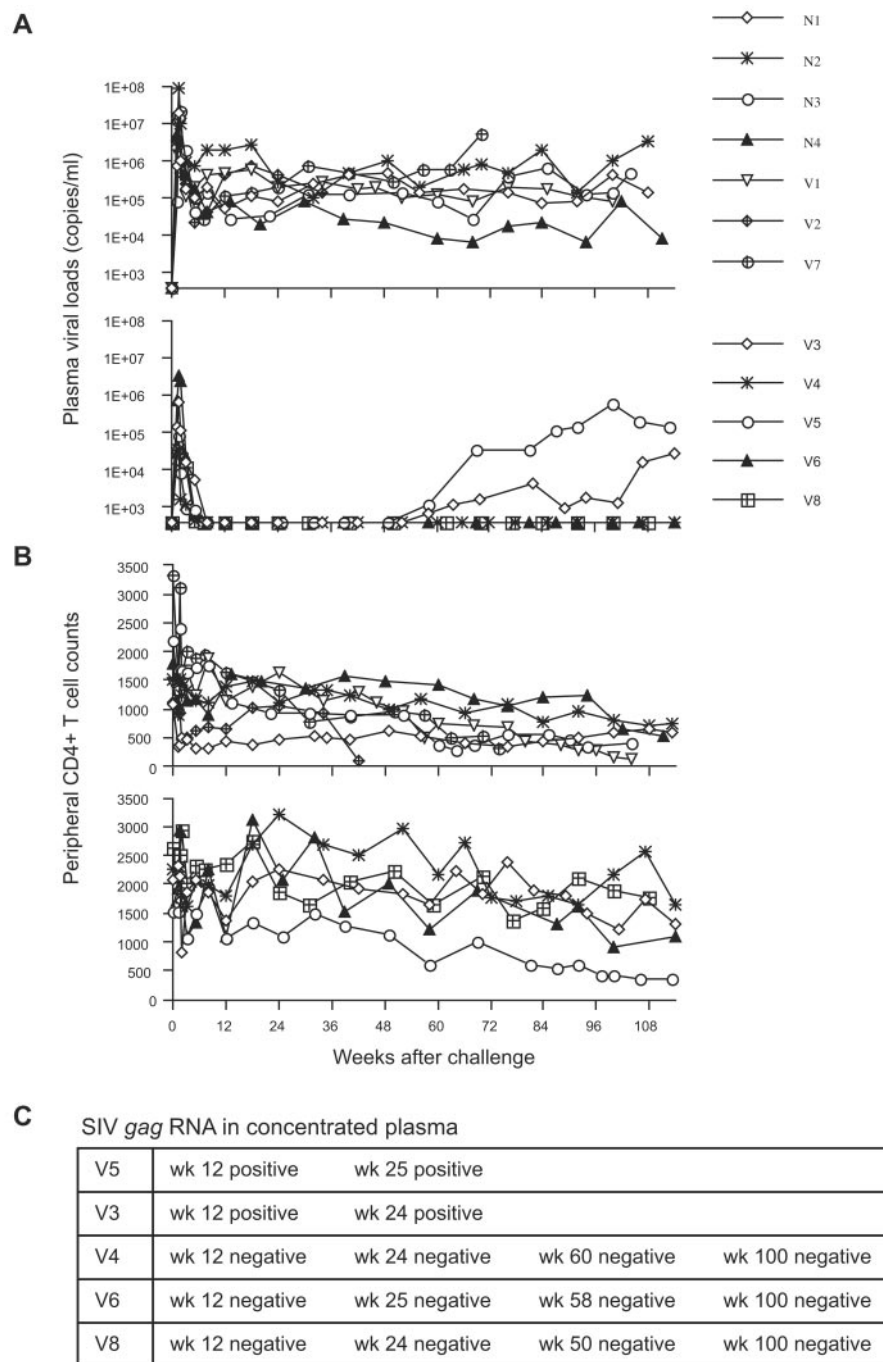 A
N1
N2
N3
N4
V1
V2
V7
Plasma viral loads (copies/ml)
1E+08
1E+07
1E+06
1E+05
1E+04
1E+03
1E+08
1E+07
1E+06
1E+05
1E+04
1E+03
V3
V4
V5
V6
V8
B
Peripheral CD4+ T cell counts
3500
3000
2500
2000
1500
1000
500
0
3500
3000
2500
2000
1500
1000
500
0
0 12 24 36 48 60 72 84 96 108
Weeks after challenge
C
SIV gag RNA in concentrated plasma
V5 wk 12 positive wk 25 positive
V3 wk 12 positive wk 24 positive
V4 wk 12 negative wk 24 negative wk 60 negative wk 100 negative
V6 wk 12 negative wk 25 negative wk 58 negative wk 100 negative
V8 wk 12 negative wk 24 negative wk 50 negative wk 100 negative